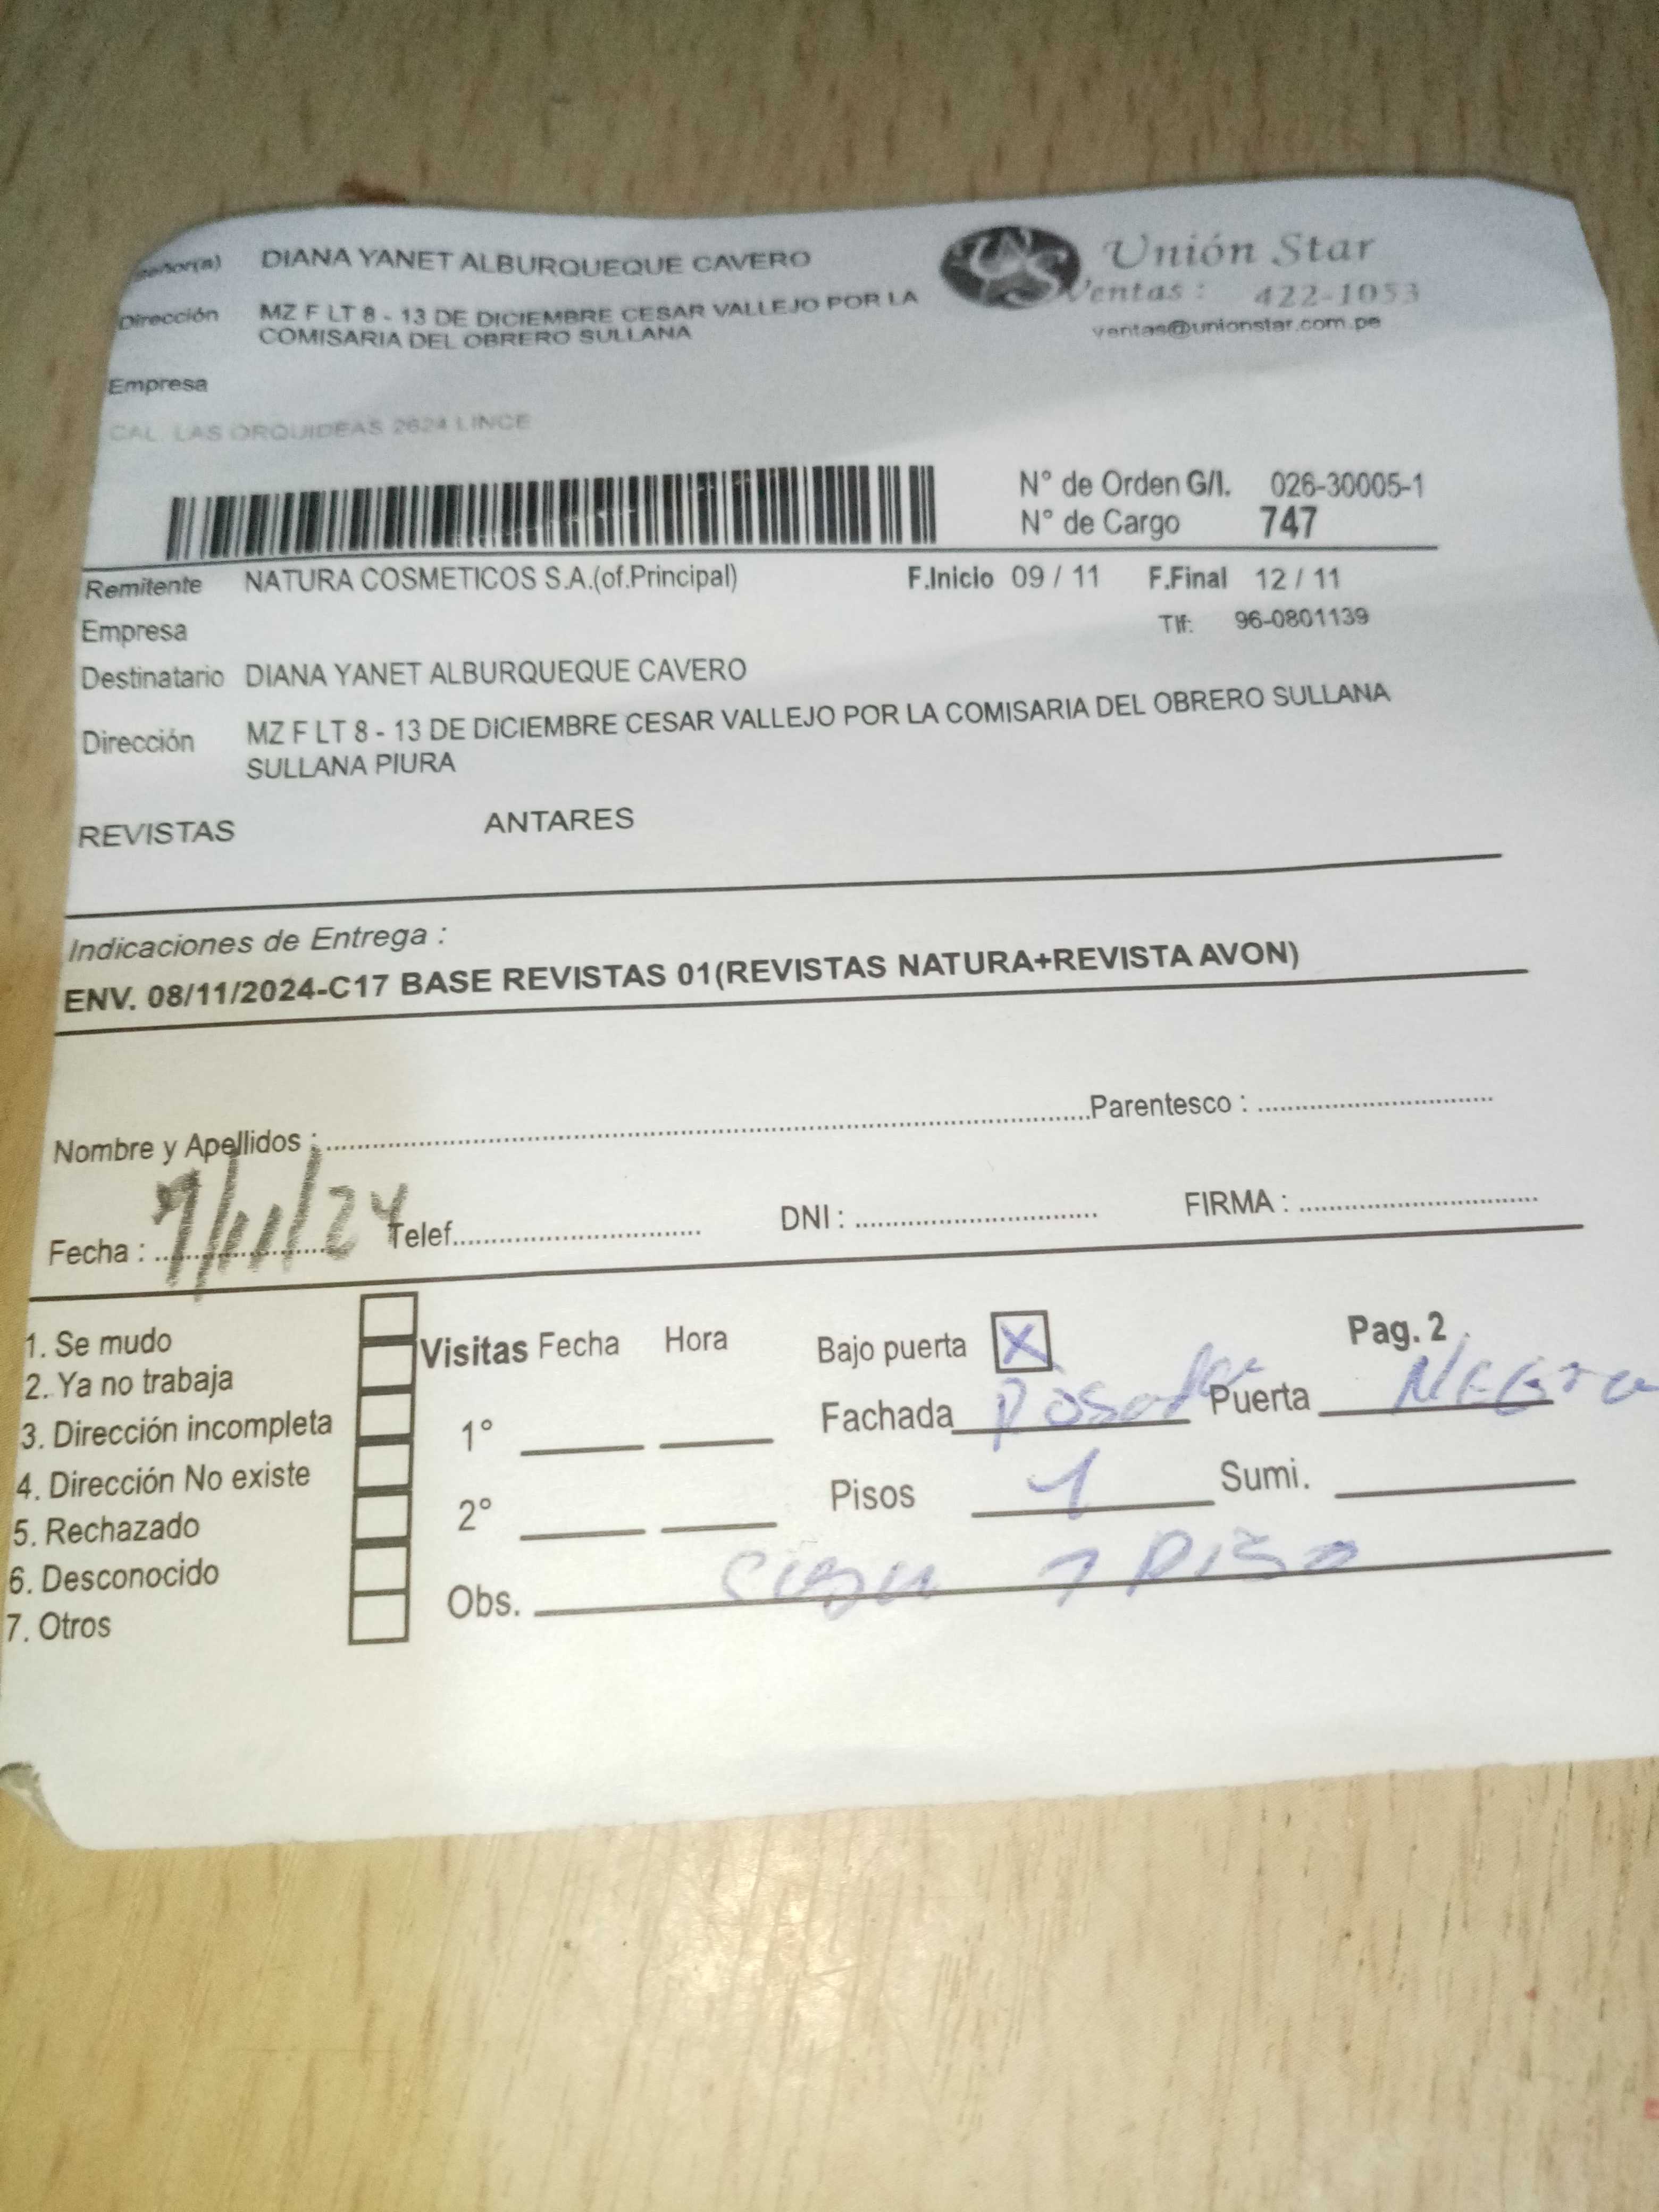 Señor(a) DIANA YANET ALBURQUEQUE CAVERO
Unión Star
Ventas : 422-1053
ventas@unionstar.com.pe
Dirección MZ F LT 8 - 13 DE DICIEMBRE CESAR VALLEJO POR LA
COMISARIA DEL OBRERO SULLANA
Empresa
CAL. LAS ORQUIDEAS 2624 LINCE
N° de Orden G/I. 026-30005-1
N° de Cargo 747
Remitente NATURA COSMETICOS S.A.(of.Principal) F.Inicio 09 / 11 F.Final 12 / 11
Empresa Tlf: 96-0801139
Destinatario DIANA YANET ALBURQUEQUE CAVERO
Dirección MZ F LT 8 - 13 DE DICIEMBRE CESAR VALLEJO POR LA COMISARIA DEL OBRERO SULLANA
SULLANA PIURA
REVISTAS ANTARES
Indicaciones de Entrega :
ENV. 08/11/2024-C17 BASE REVISTAS 01(REVISTAS NATURA+REVISTA AVON)
Nombre y Apellidos : Parentesco :
Fecha : 9/11/24 Telef. DNI : FIRMA :
1. Se mudo
2. Ya no trabaja
3. Dirección incompleta
4. Dirección No existe
5. Rechazado
6. Desconocido
7. Otros
Visitas Fecha Hora
1°
2°
Bajo puerta X Pag. 2
Fachada Puerta Negra
Pisos 1 Sumi.
Obs. 1 piso